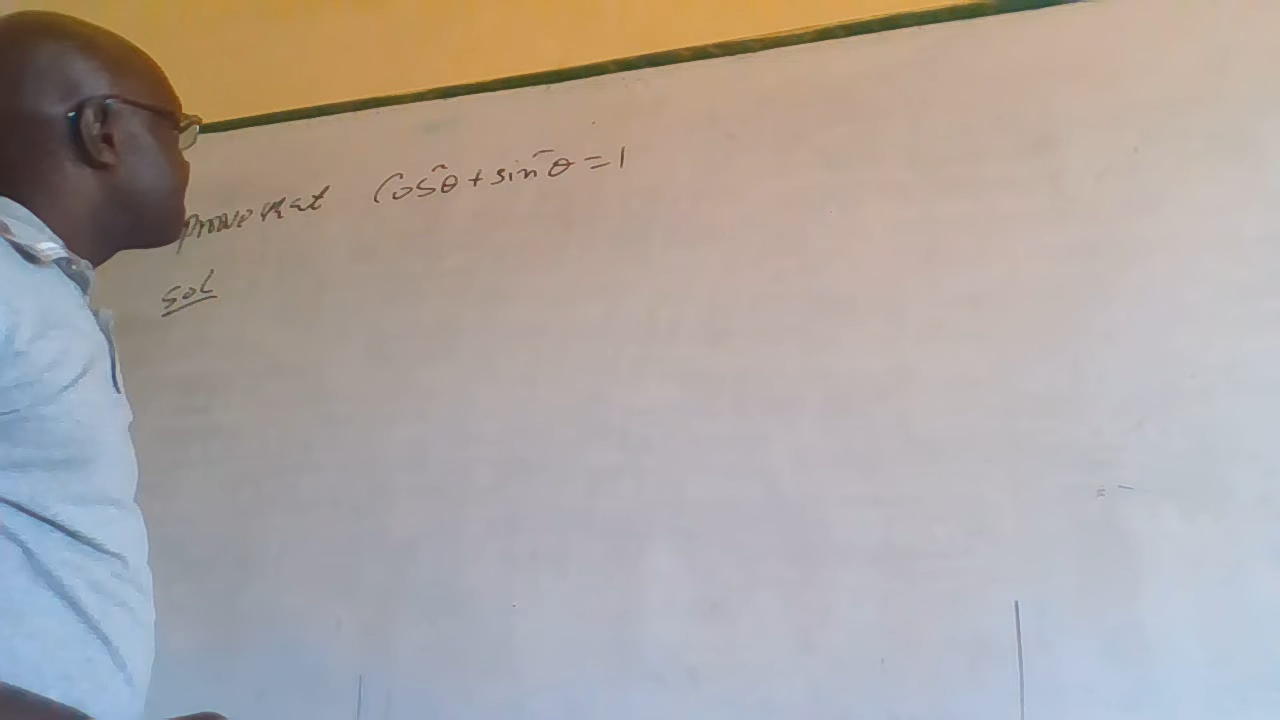 Prove that Cos²θ + sin²θ = 1
Sol